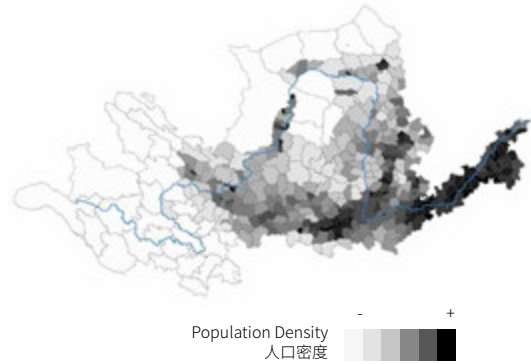 - +
Population Density
人口密度